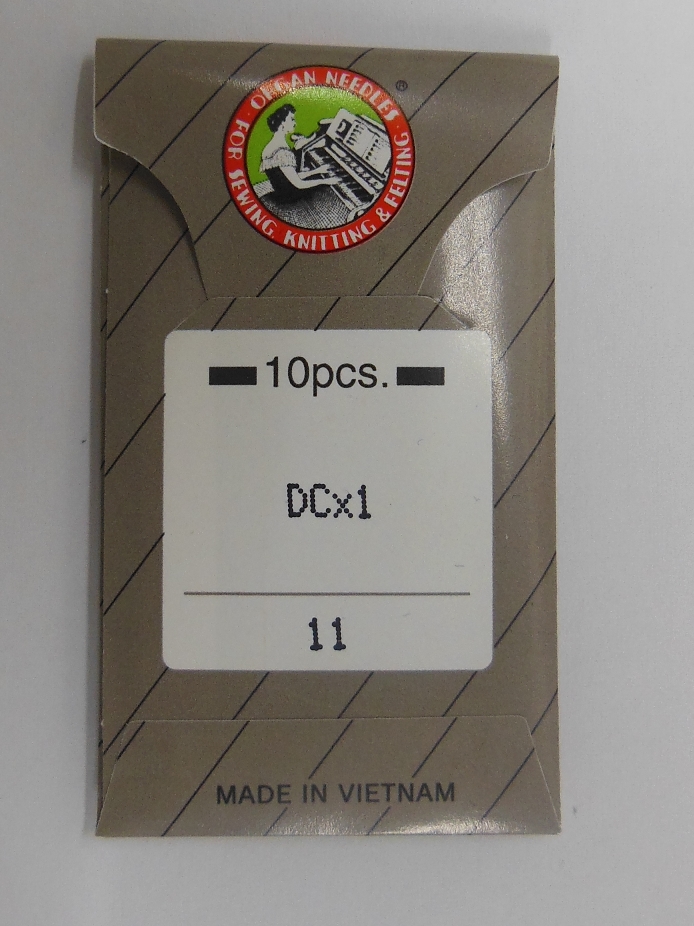 ORGAN NEEDLES ®
· FOR SEWING, KNITTING & FELTING ·
10pcs.
DCx1
11
MADE IN VIETNAM